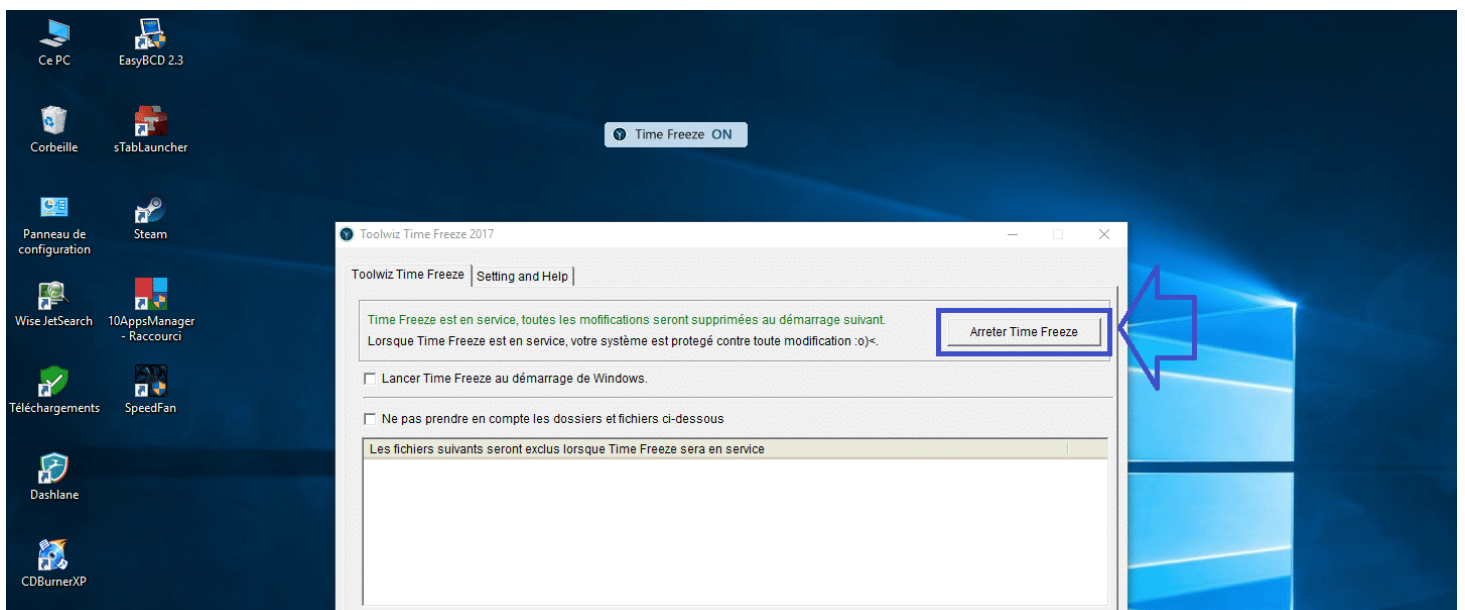 Ce PC
EasyBCD 2.3
Time Freeze ON
Corbeille
sTabLauncher
Panneau de
configuration
Steam
Toolwiz Time Freeze 2017
Toolwiz Time Freeze
Setting and Help
Time Freeze est en service, toutes les mofifications seront supprimées au démarrage suivant.
Lorsque Time Freeze est en service, votre système est protegé contre toute modification :o)<.
Arreter Time Freeze
Wise JetSearch
10AppsManager
- Raccourci
Lancer Time Freeze au démarrage de Windows.
Téléchargements
SpeedFan
Ne pas prendre en compte les dossiers et fichiers ci-dessous
Les fichiers suivants seront exclus lorsque Time Freeze sera en service
Dashlane
CDBurnerXP